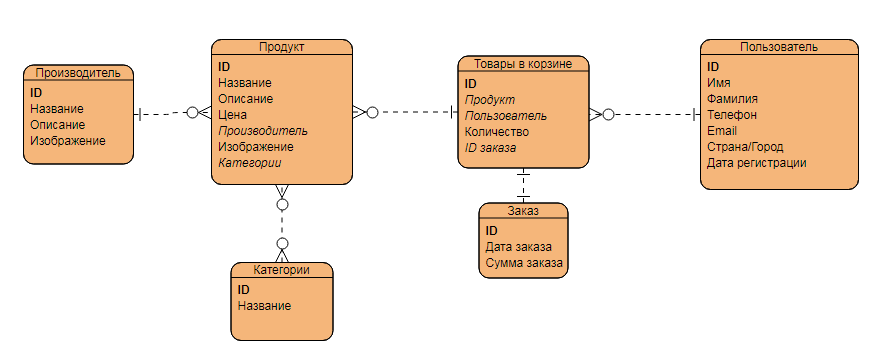 Производитель
ID
Название
Описание
Изображение
Продукт
ID
Название
Описание
Цена
Производитель
Изображение
Категории
Товары в корзине
ID
Продукт
Пользователь
Количество
ID заказа
Пользователь
ID
Имя
Фамилия
Телефон
Email
Страна/Город
Дата регистрации
Заказ
ID
Дата заказа
Сумма заказа
Категории
ID
Название